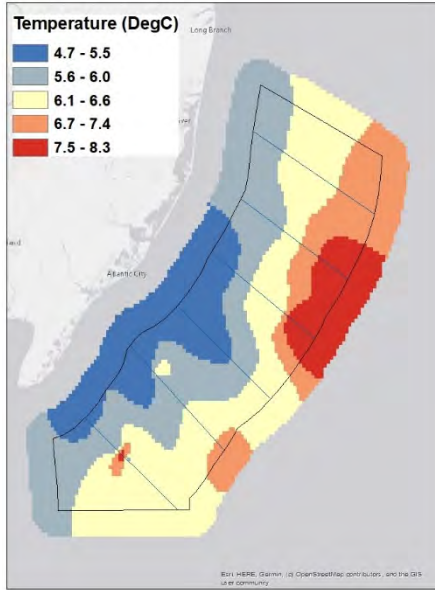 Temperature (DegC)
4.7 - 5.5
5.6 - 6.0
6.1 - 6.6
6.7 - 7.4
7.5 - 8.3
Long Branch
Atlantic City
Esri, HERE, Garmin, (c) OpenStreetMap contributors, and the GIS
user community